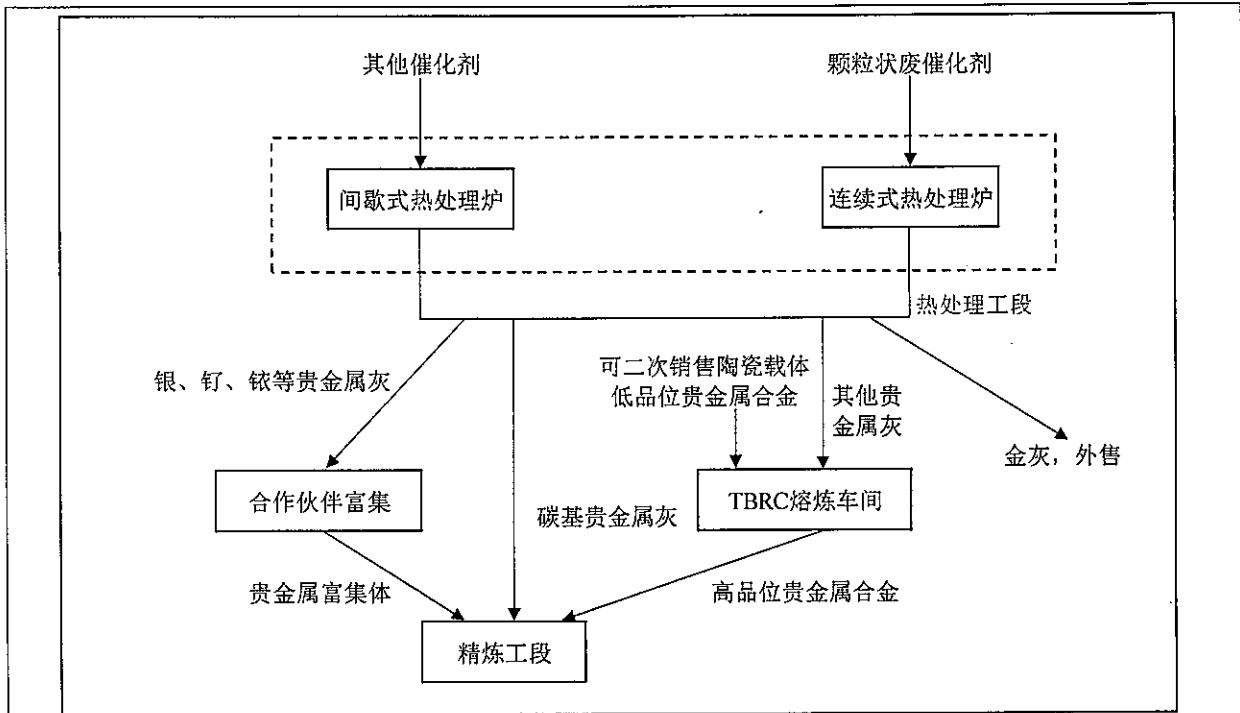 其他催化剂
颗粒状废催化剂
间歇式热处理炉
连续式热处理炉
热处理工段
银、钌、铱等贵金属灰
可二次销售陶瓷载体
低品位贵金属合金
其他贵
金属灰
金灰，外售
合作伙伴富集
碳基贵金属灰
TBRC熔炼车间
贵金属富集体
高品位贵金属合金
精炼工段